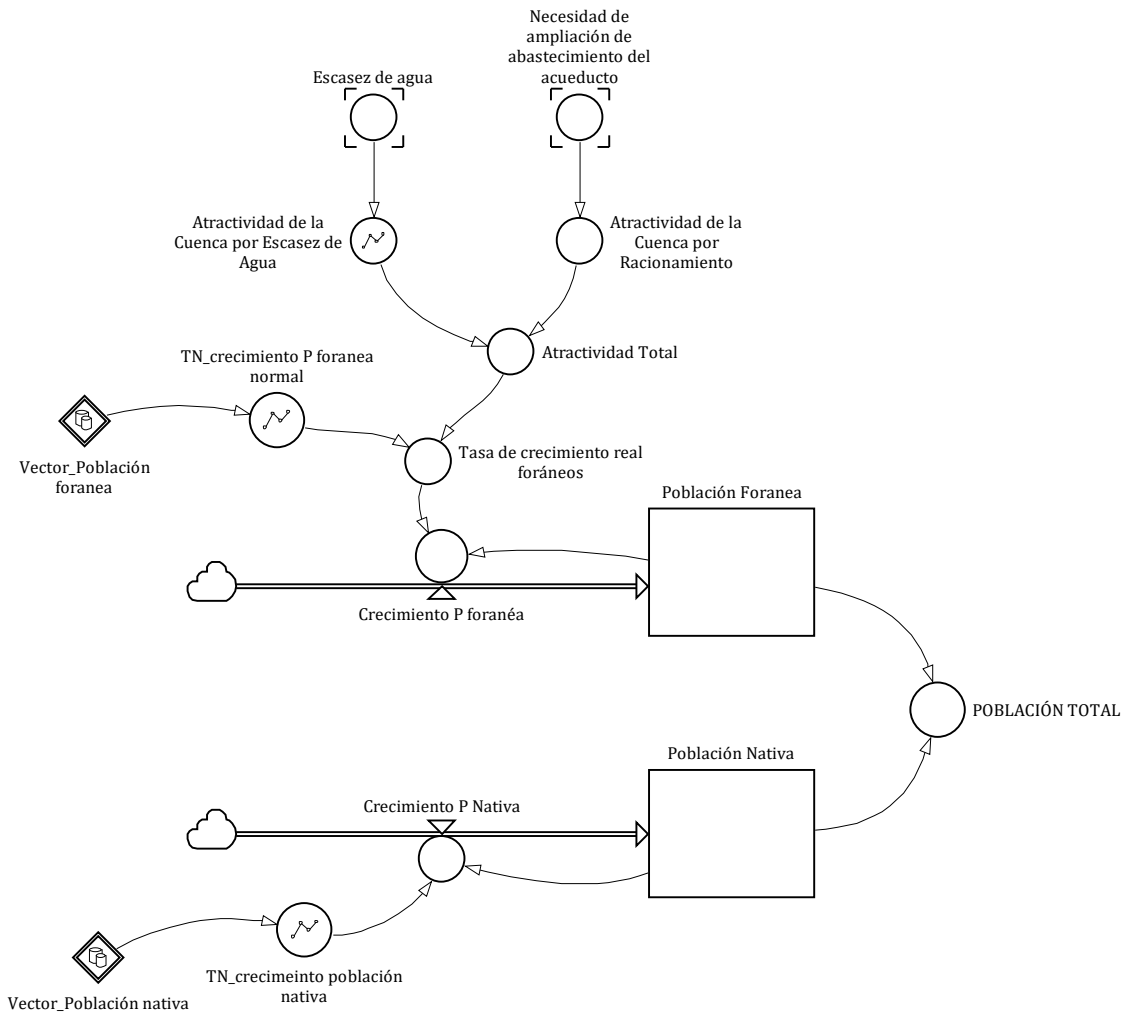 Necesidad de
ampliación de
abastecimiento del
acueducto
Escasez de agua
Atractividad de la
Cuenca por Escasez de
Agua
Atractividad de la
Cuenca por
Racionamiento
Atractividad Total
TN_crecimiento P foranea
normal
Vector_Población
foranea
Tasa de crecimiento real
foráneos
Población Foranea
Crecimiento P foranéa
POBLACIÓN TOTAL
Población Nativa
Crecimiento P Nativa
TN_crecimeinto población
nativa
Vector_Población nativa